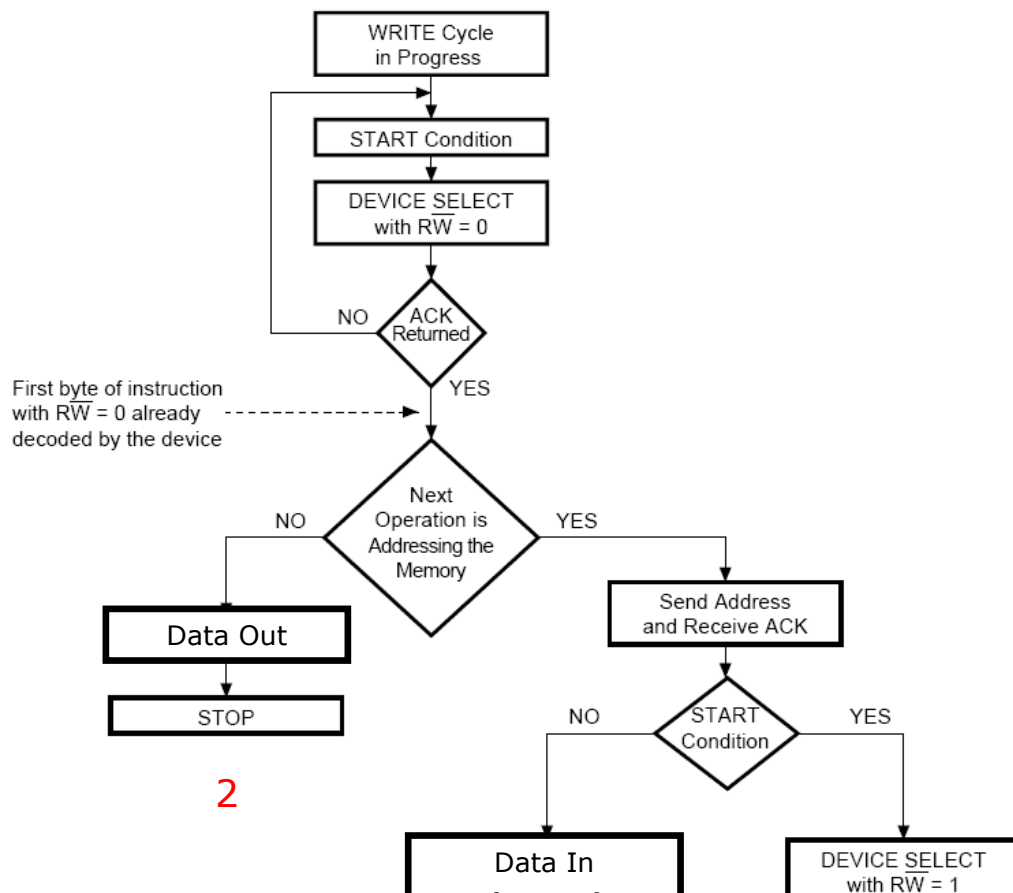 WRITE Cycle
in Progress
START Condition
DEVICE SELECT
with RW̅ = 0
ACK
Returned
NO
YES
First byte of instruction
with RW̅ = 0 already
decoded by the device
Next
Operation is
Addressing the
Memory
NO
YES
Data Out
STOP
2
Send Address
and Receive ACK
START
Condition
NO
YES
Data In
DEVICE SELECT
with RW̅ = 1